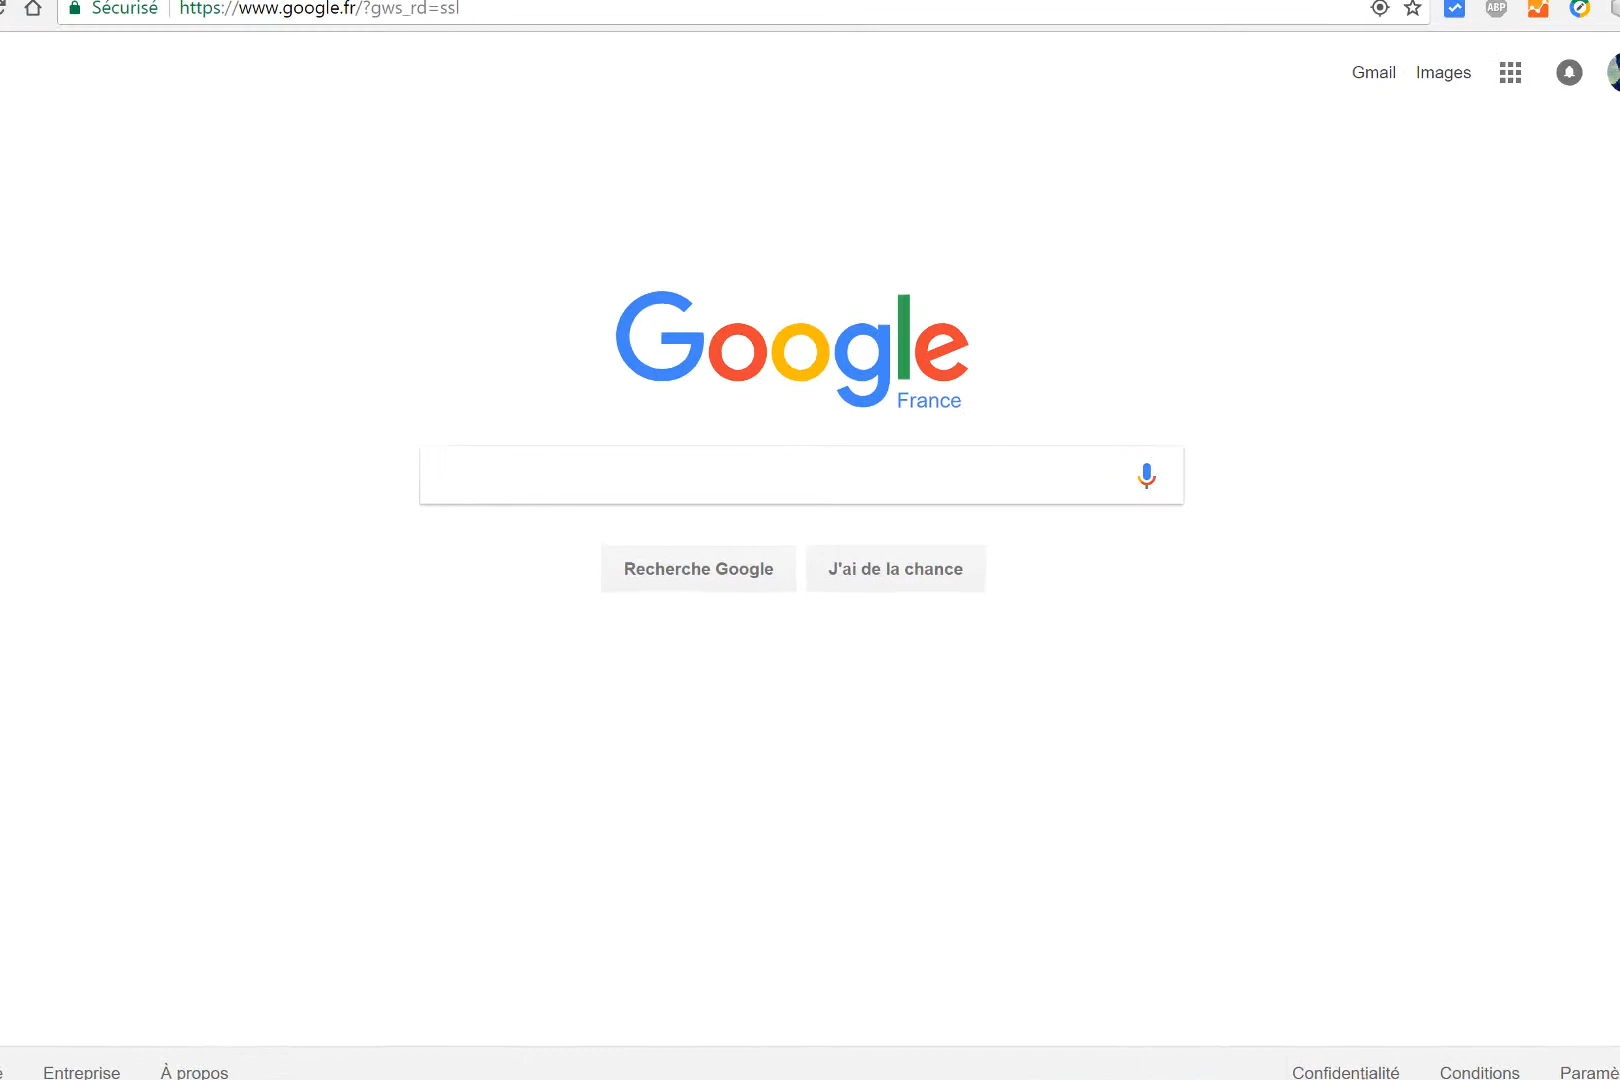 Sécurisé https://www.google.fr/?gws_rd=ssl
ABP
Gmail Images
Google
France
Recherche Google J'ai de la chance
Entreprise À propos Confidentialité Conditions